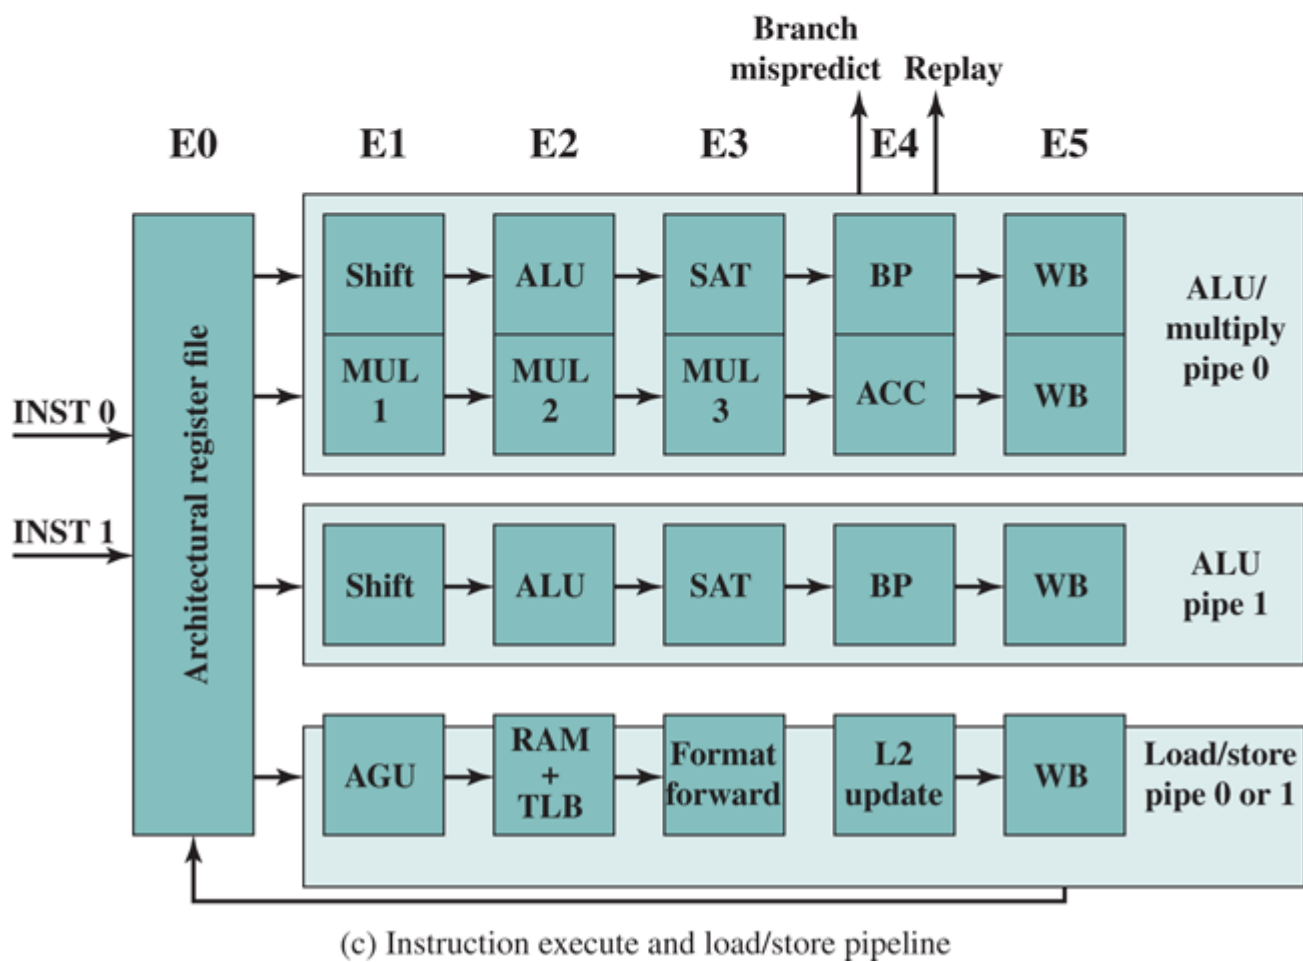 Branch
mispredict
Replay
E0
E1
E2
E3
E4
E5
INST 0
INST 1
Architectural register file
Shift
ALU
SAT
BP
WB
MUL
1
MUL
2
MUL
3
ACC
WB
ALU/
multiply
pipe 0
Shift
ALU
SAT
BP
WB
ALU
pipe 1
AGU
RAM
+
TLB
Format
forward
L2
update
WB
Load/store
pipe 0 or 1
(c) Instruction execute and load/store pipeline